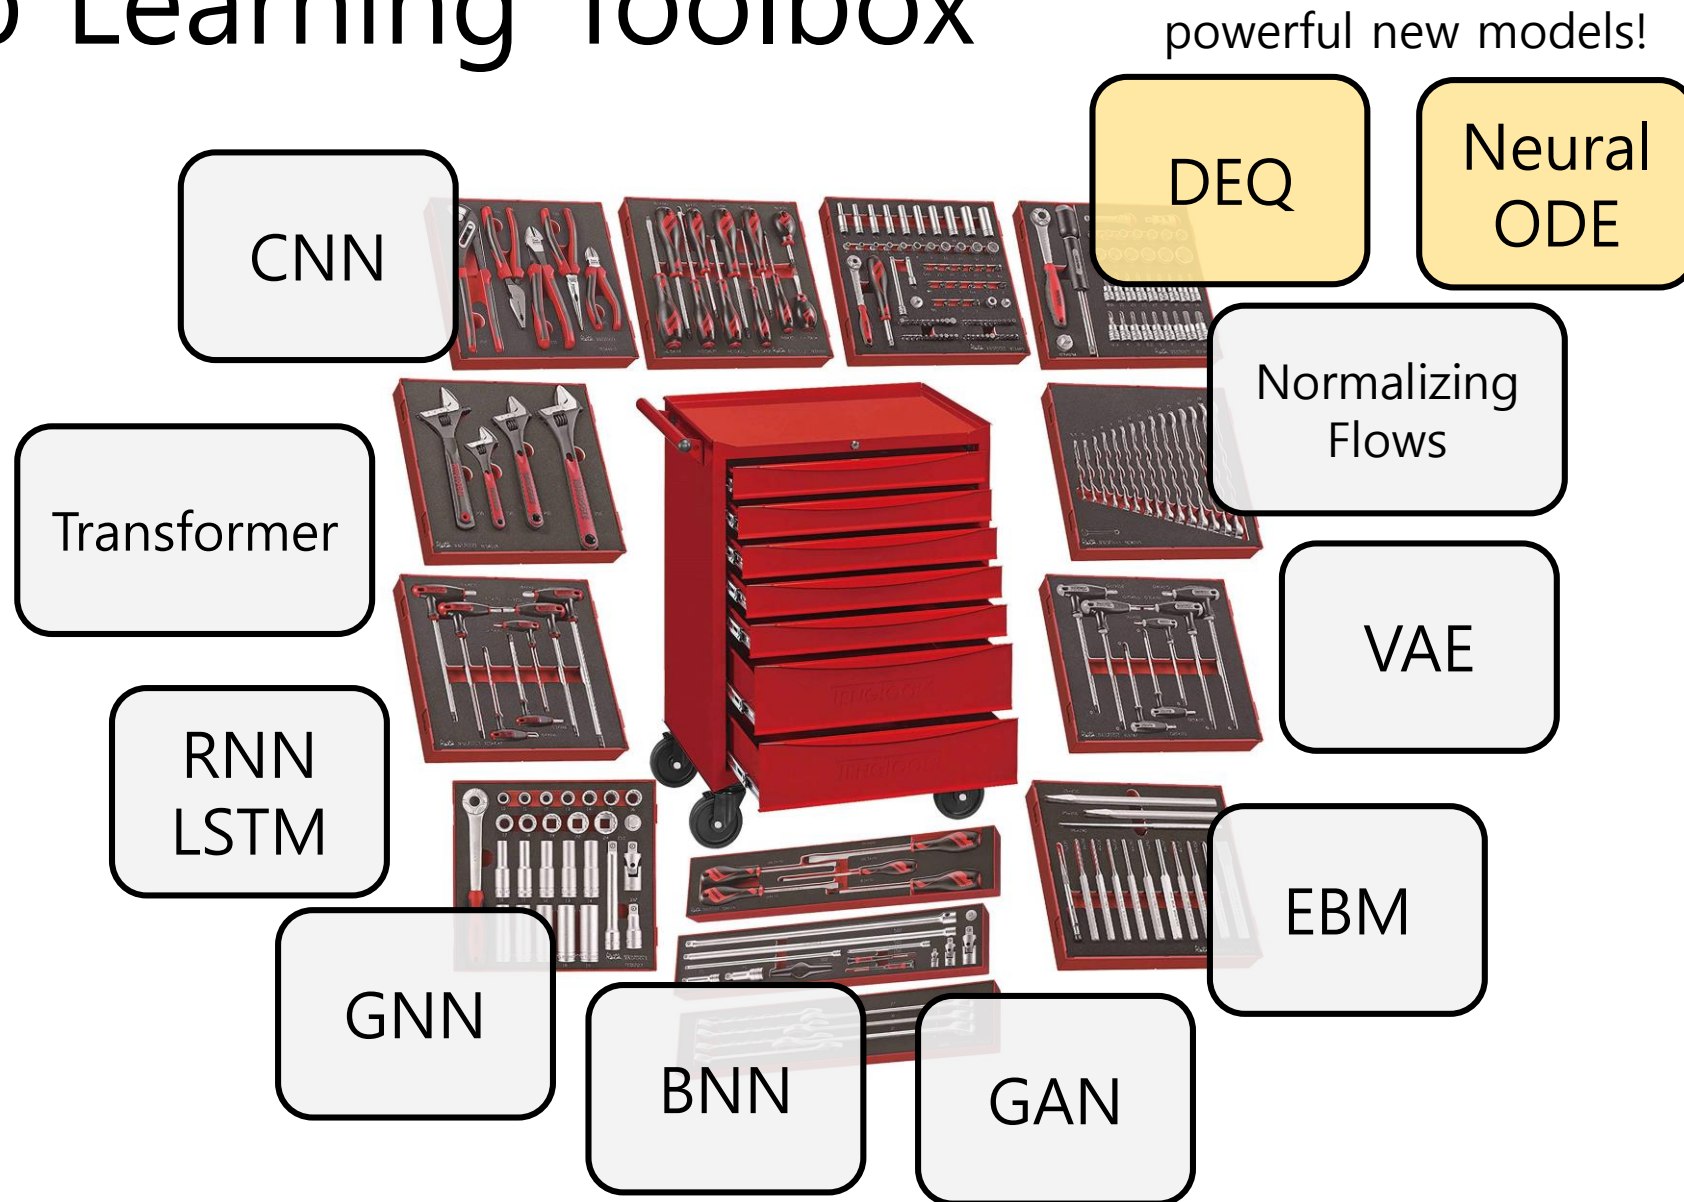 Learning Toolbox
powerful new models!
DEQ
Neural
ODE
CNN
Normalizing
Flows
Transformer
VAE
RNN
LSTM
EBM
GNN
BNN
GAN